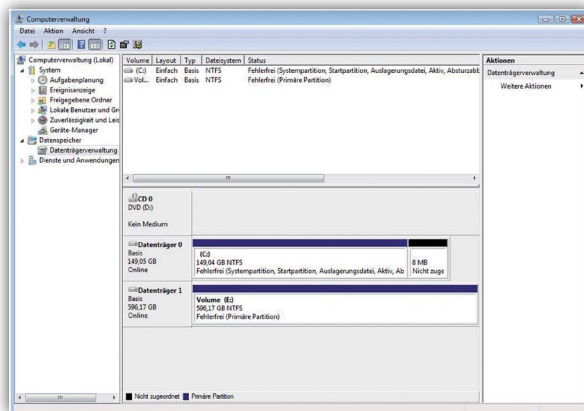 Computerverwaltung
Datei Aktion Ansicht ?
Computerverwaltung (Lokal)
System
Aufgabenplanung
Ereignisanzeige
Freigegebene Ordner
Lokale Benutzer und Gr
Zuverlässigkeit und Leis
Geräte-Manager
Datenspeicher
Datenträgerverwaltung
Dienste und Anwendungen
Volume Layout Typ Dateisystem Status
(C:) Einfach Basis NTFS Fehlerfrei (Systempartition, Startpartition, Auslagerungsdatei, Aktiv, Absturzabb
Vol... Einfach Basis NTFS Fehlerfrei (Primäre Partition)
CD 0
DVD (D:)
Kein Medium
Datenträger 0
Basis
149,05 GB
Online
(C:)
149,04 GB NTFS
Fehlerfrei (Systempartition, Startpartition, Auslagerungsdatei, Aktiv, Ab
8 MB
Nicht zuge
Datenträger 1
Basis
596,17 GB
Online
Volume (E:)
596,17 GB NTFS
Fehlerfrei (Primäre Partition)
Nicht zugeordnet Primäre Partition
Aktionen
Datenträgerverwaltung
Weitere Aktionen